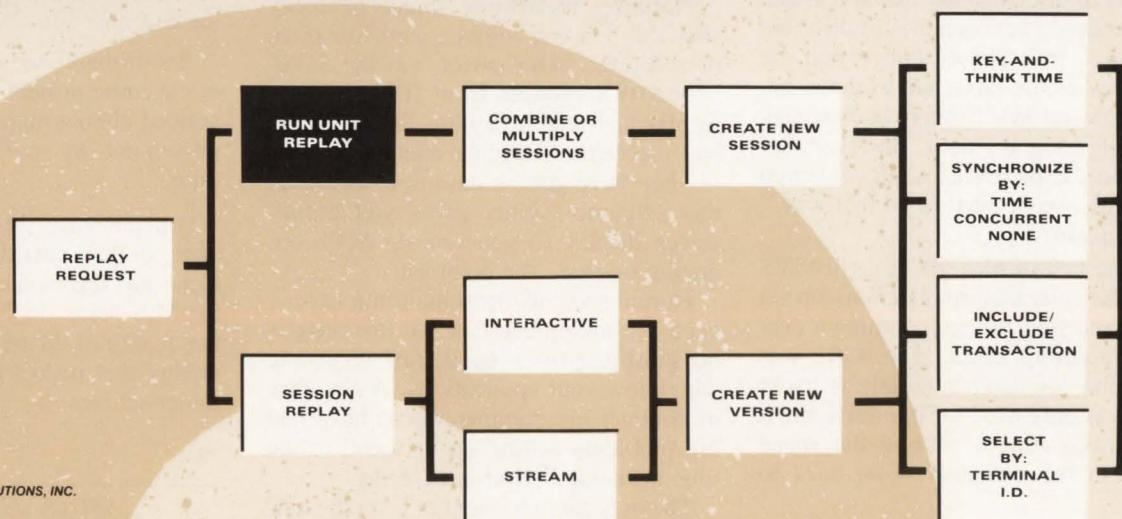 REPLAY
REQUEST
RUN UNIT
REPLAY
COMBINE OR
MULTIPLY
SESSIONS
CREATE NEW
SESSION
SESSION
REPLAY
INTERACTIVE
STREAM
CREATE NEW
VERSION
KEY-AND-
THINK TIME
SYNCHRONIZE
BY:
TIME
CONCURRENT
NONE
INCLUDE/
EXCLUDE
TRANSACTION
SELECT
BY:
TERMINAL
I.D.
UTIONS, INC.